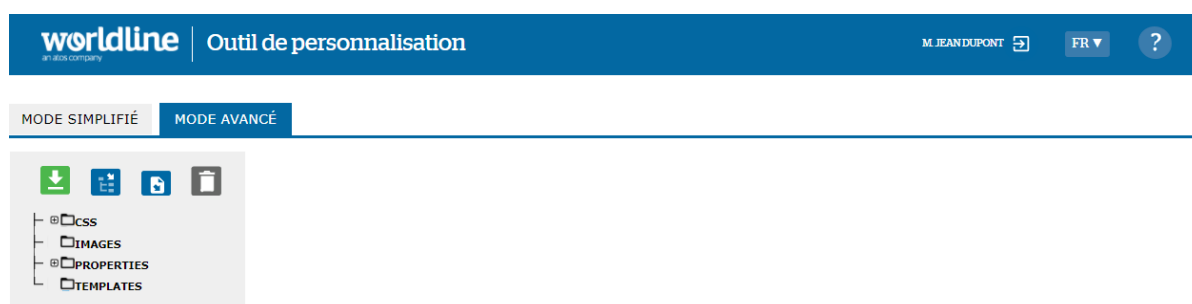 worldline
an atos company
Outil de personnalisation
M. JEAN DUPONT
FR ▼
?
MODE SIMPLIFIÉ
MODE AVANCÉ
CSS
IMAGES
PROPERTIES
TEMPLATES